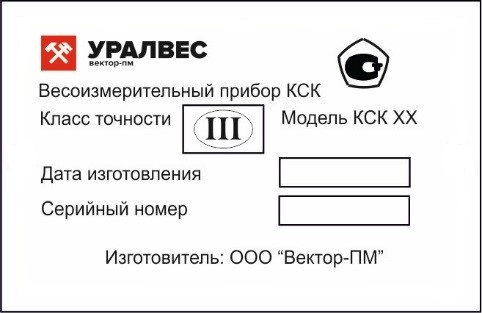 УРАЛВЕС
вектор-пм
Весоизмерительный прибор КСК
Класс точности III Модель КСК ХХ
Дата изготовления
Серийный номер
Изготовитель: ООО “Вектор-ПМ”